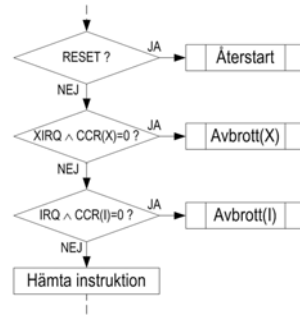 RESET ?
JA
Återstart
NEJ
XIRQ ∧ CCR(X)=0 ?
JA
Avbrott(X)
NEJ
IRQ ∧ CCR(I)=0 ?
JA
Avbrott(I)
NEJ
Hämta instruktion